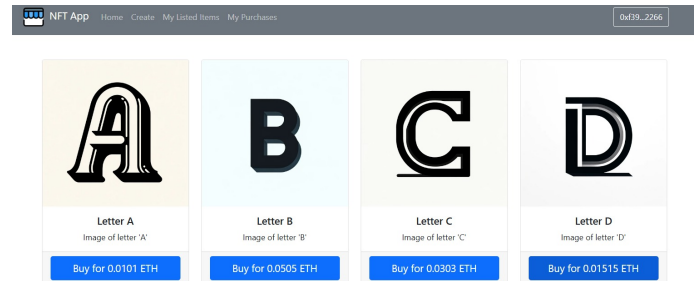 NFT App Home Create My Listed Items My Purchases 0xf39...2266
A B C D
Letter A Letter B Letter C Letter D
Image of letter 'A' Image of letter 'B' Image of letter 'C' Image of letter 'D'
Buy for 0.0101 ETH Buy for 0.0505 ETH Buy for 0.0303 ETH Buy for 0.01515 ETH